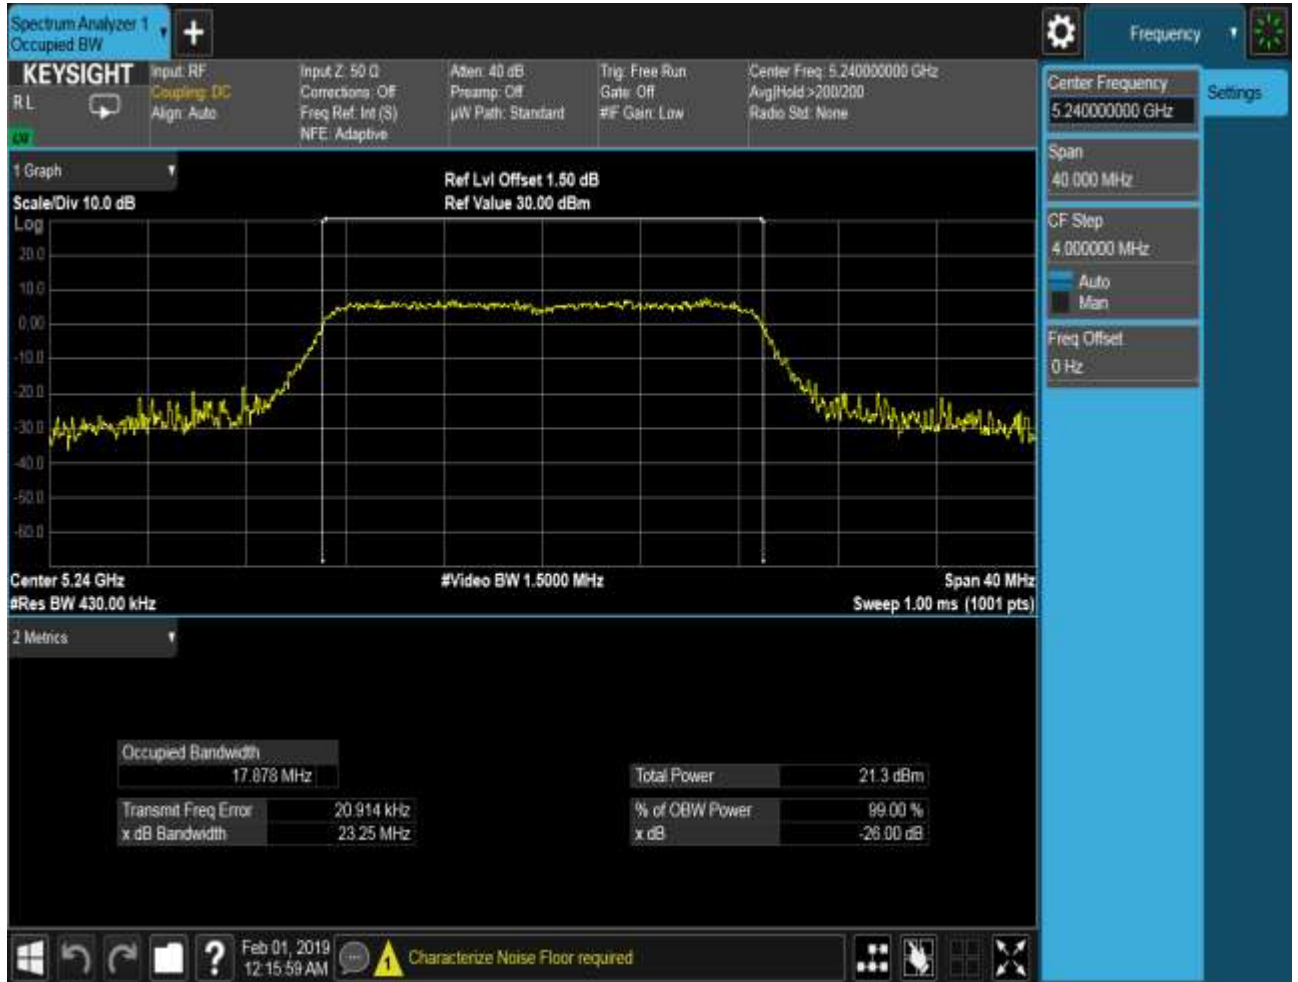 Spectrum Analyzer 1
Occupied BW
+
Frequency
KEYSIGHT
RL
Input: RF
Coupling: DC
Align: Auto
Input Z: 50 Ω
Corrections: Off
Freq Ref: Int (S)
NFE: Adaptive
Atten: 40 dB
Preamp: Off
µW Path: Standard
Trig: Free Run
Gate: Off
#IF Gain: Low
Center Freq: 5.240000000 GHz
Avg|Hold:>200/200
Radio Std: None
Center Frequency
5.240000000 GHz
Settings
Span
40.000 MHz
CF Step
4.000000 MHz
Auto
Man
Freq Offset
0 Hz
1 Graph
Scale/Div 10.0 dB
Ref Lvl Offset 1.50 dB
Ref Value 30.00 dBm
Log
20.0
10.0
0.00
-10.0
-20.0
-30.0
-40.0
-50.0
-60.0
Center 5.24 GHz
#Video BW 1.5000 MHz
Span 40 MHz
#Res BW 430.00 kHz
Sweep 1.00 ms (1001 pts)
2 Metrics
Occupied Bandwidth
17.878 MHz
Total Power 21.3 dBm
Transmit Freq Error 20.914 kHz
% of OBW Power 99.00 %
x dB Bandwidth 23.25 MHz
x dB -26.00 dB
?
Feb 01, 2019
12:15:59 AM
1
Characterize Noise Floor required